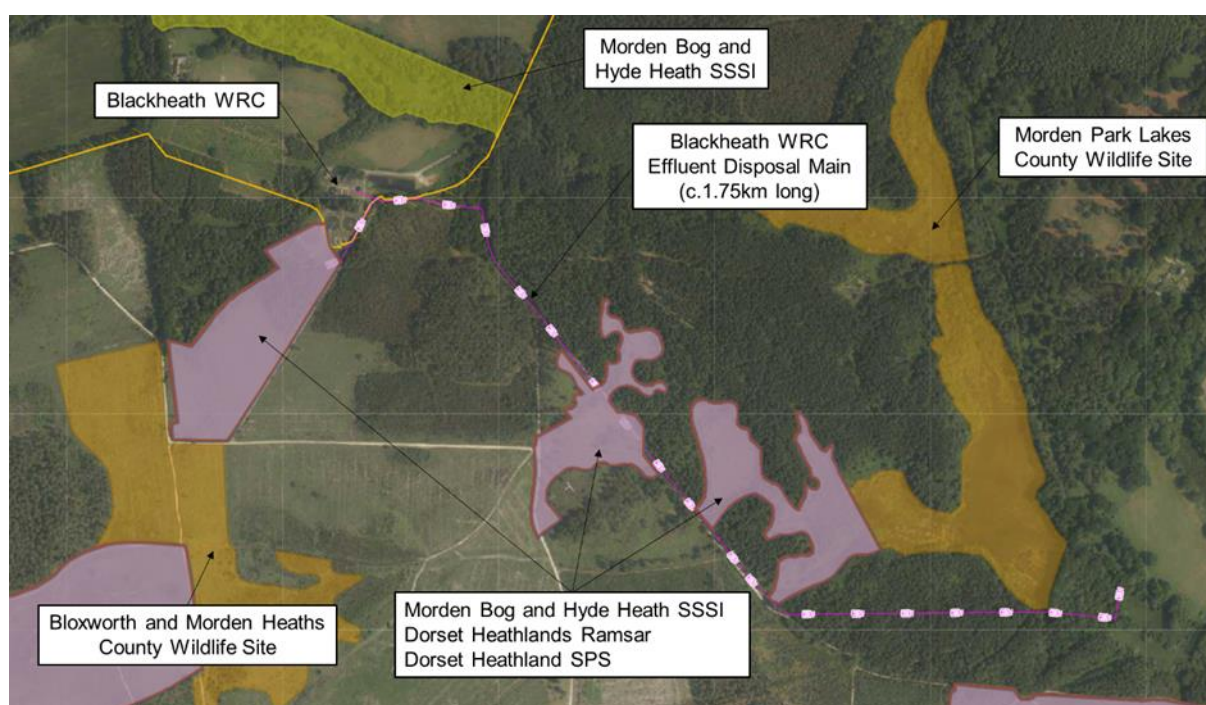 Morden Bog and
Hyde Heath SSSI
Blackheath WRC
Blackheath WRC
Effluent Disposal Main
(c.1.75km long)
Morden Park Lakes
County Wildlife Site
Bloxworth and Morden Heaths
County Wildlife Site
Morden Bog and Hyde Heath SSSI
Dorset Heathlands Ramsar
Dorset Heathland SPS